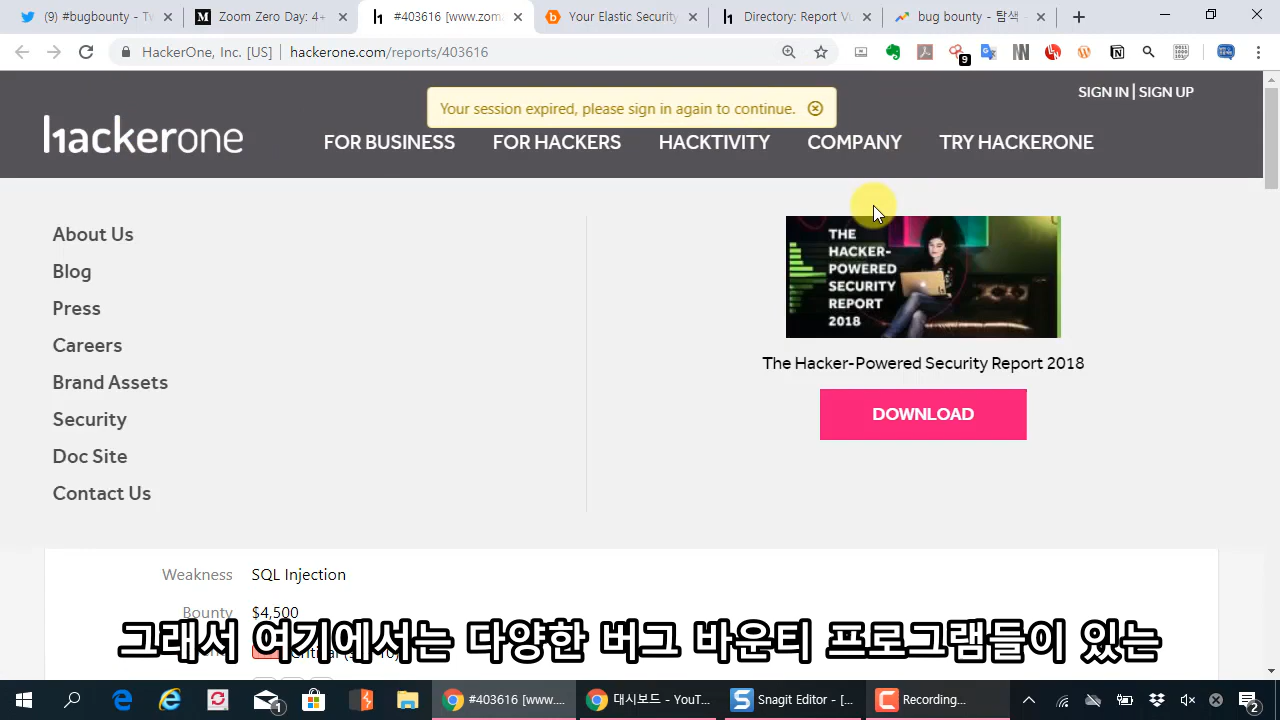 #bugbounty - Tw
Zoom Zero Day: 4+
#403616 [www.zom
Your Elastic Security
Directory: Report Vu
bug bounty - 탐색
HackerOne, Inc. [US]
hackerone.com/reports/403616
9
SIGN IN | SIGN UP
Your session expired, please sign in again to continue.
hackerone
FOR BUSINESS
FOR HACKERS
HACKTIVITY
COMPANY
TRY HACKERONE
About Us
Blog
Press
Careers
Brand Assets
Security
Doc Site
Contact Us
THE
HACKER-
POWERED
SECURITY
REPORT
2018
The Hacker-Powered Security Report 2018
DOWNLOAD
Weakness SQL Injection
Bounty $4,500
그래서 여기에서는 다양한 버그 바운티 프로그램들이 있는
1
#403616 [www....
대시보드 - YouT...
Snagit Editor - [...
Recording...
2